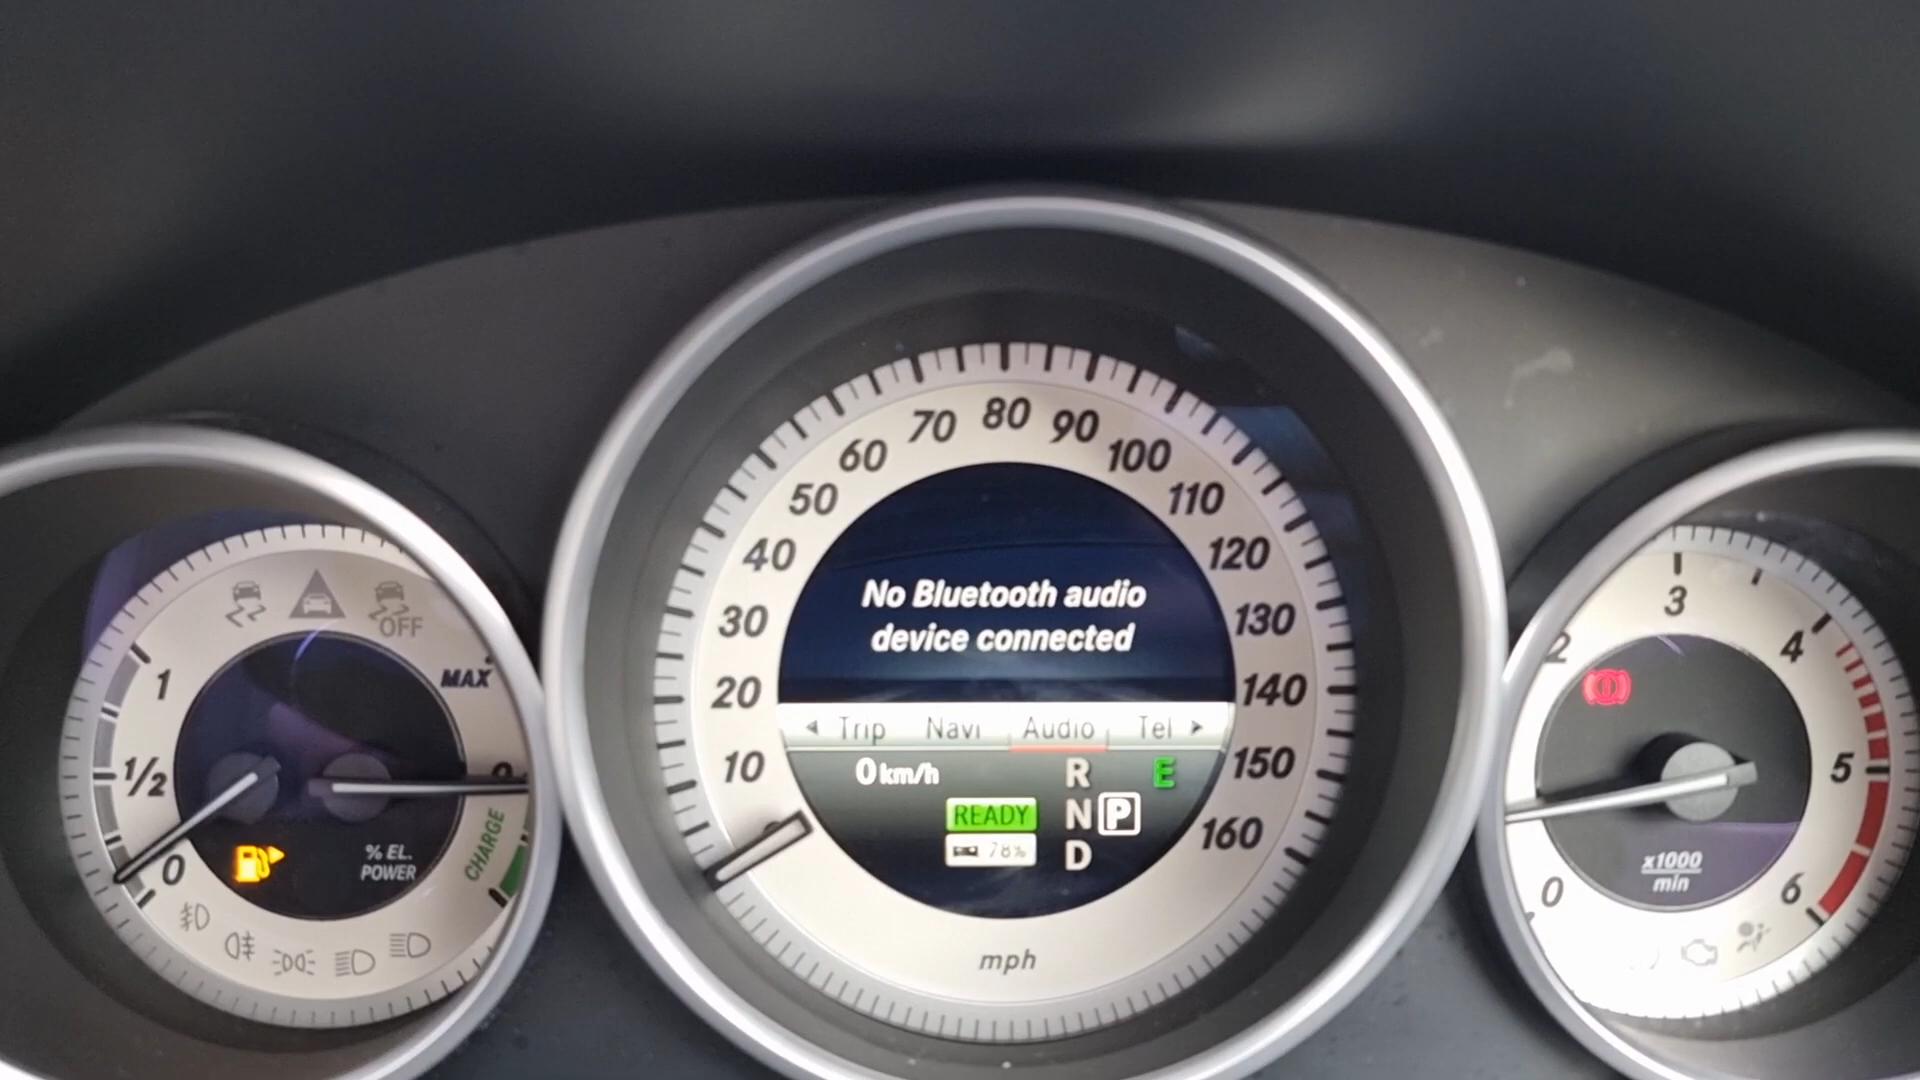 OFF
MAX
1
1/2
0
% EL.
POWER
CHARGE
10
20
30
40
50
60
70
80
90
100
110
120
130
140
150
160
mph
No Bluetooth audio
device connected
Trip Navi Audio Tel
0 km/h
R
E
READY
N P
78%
D
0
2
3
4
5
6
x1000
min